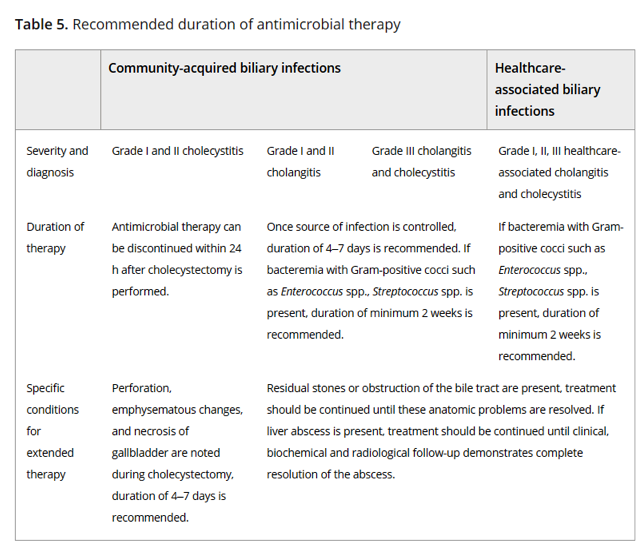 Table 5. Recommended duration of antimicrobial therapy
Community-acquired biliary infections
Healthcare-
associated biliary
infections
Severity and
diagnosis
Grade I and II cholecystitis
Grade I and II
cholangitis
Grade III cholangitis
and cholecystitis
Grade I, II, III healthcare-
associated cholangitis
and cholecystitis
Duration of
therapy
Antimicrobial therapy can
be discontinued within 24
h after cholecystectomy is
performed.
Once source of infection is controlled,
duration of 4–7 days is recommended. If
bacteremia with Gram-positive cocci such
as Enterococcus spp., Streptococcus spp. is
present, duration of minimum 2 weeks is
recommended.
If bacteremia with Gram-
positive cocci such as
Enterococcus spp.,
Streptococcus spp. is
present, duration of
minimum 2 weeks is
recommended.
Specific
conditions
for
extended
therapy
Perforation,
emphysematous changes,
and necrosis of
gallbladder are noted
during cholecystectomy,
duration of 4–7 days is
recommended.
Residual stones or obstruction of the bile tract are present, treatment
should be continued until these anatomic problems are resolved. If
liver abscess is present, treatment should be continued until clinical,
biochemical and radiological follow-up demonstrates complete
resolution of the abscess.